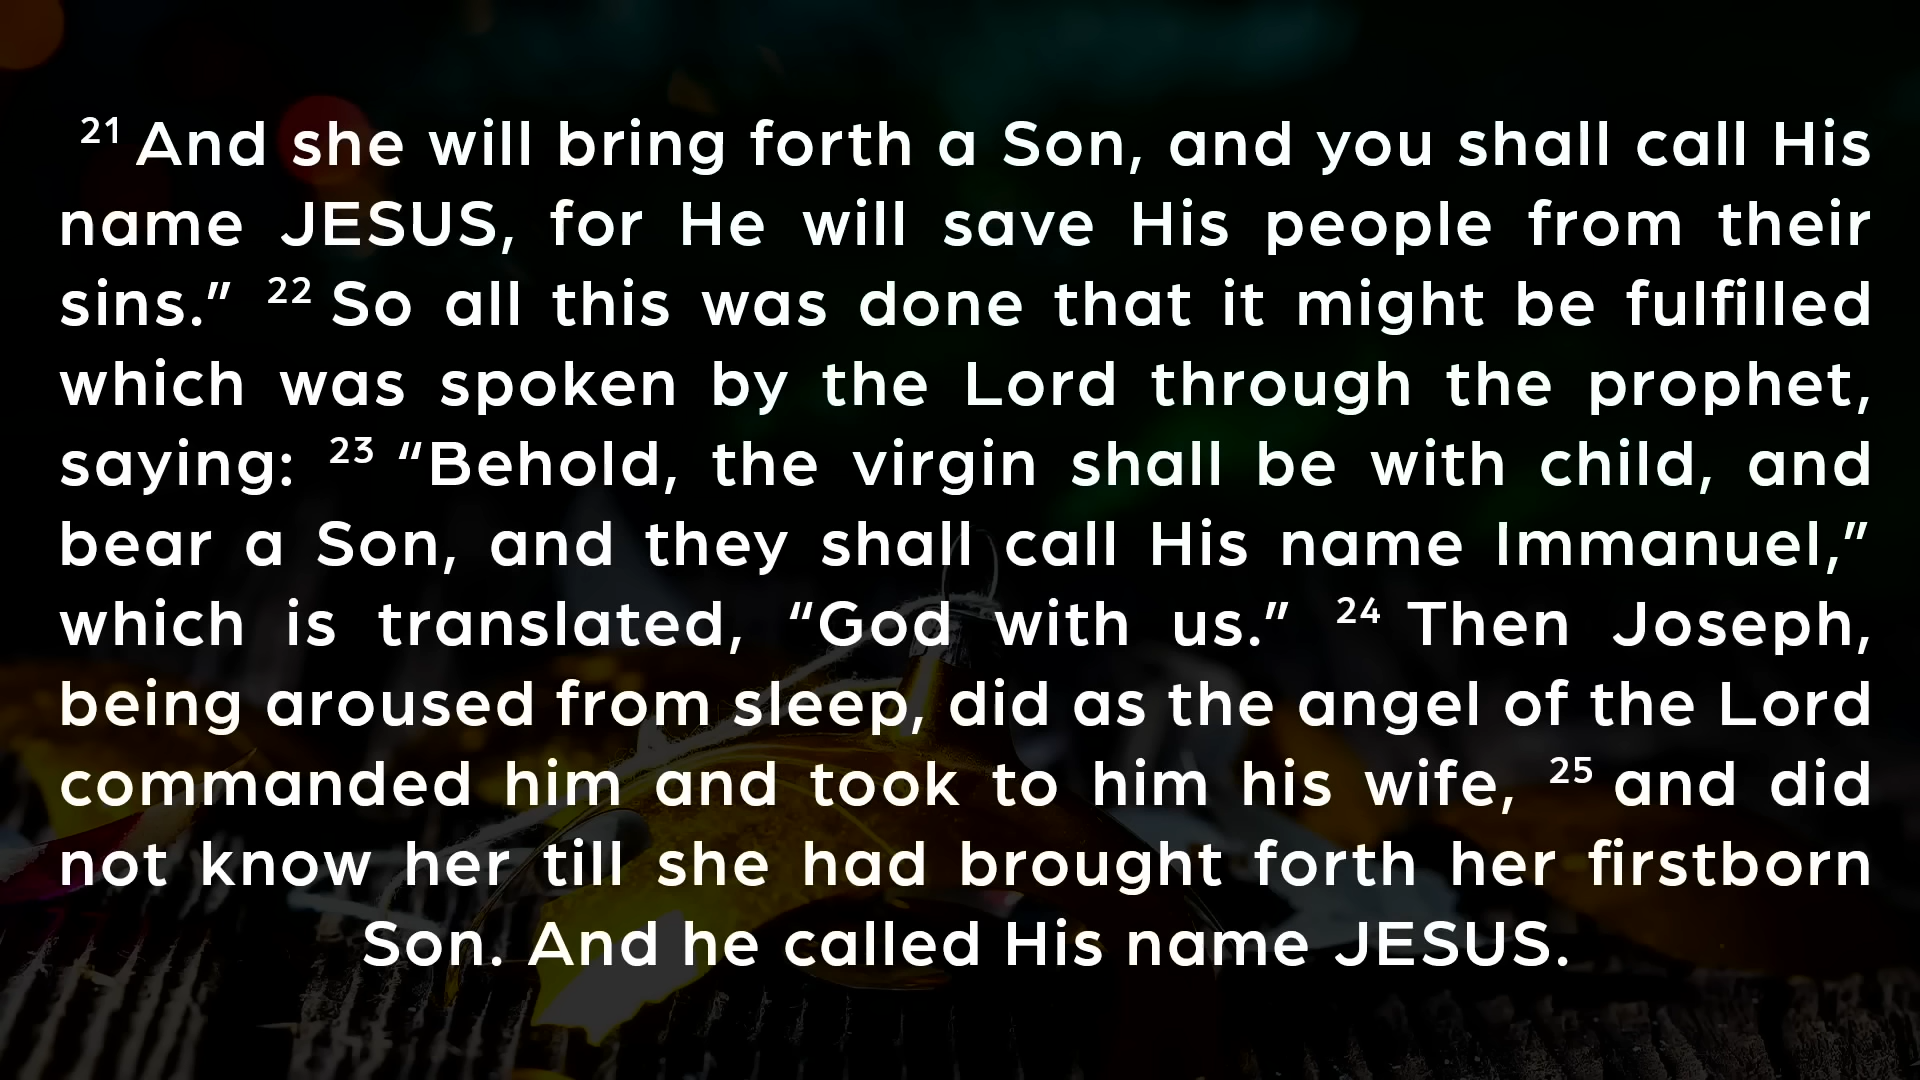 21 And she will bring forth a Son, and you shall call His
name JESUS, for He will save His people from their
sins.” 22 So all this was done that it might be fulfilled
which was spoken by the Lord through the prophet,
saying: 23 “Behold, the virgin shall be with child, and
bear a Son, and they shall call His name Immanuel,”
which is translated, “God with us.” 24 Then Joseph,
being aroused from sleep, did as the angel of the Lord
commanded him and took to him his wife, 25 and did
not know her till she had brought forth her firstborn
Son. And he called His name JESUS.